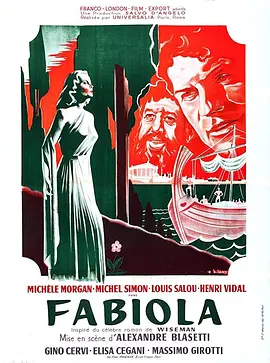 FRANCO-LONDON-FILM-EXPORT présente
Une Production SALVO D'ANGELO
Réalisée par UNIVERSALIA Paris, Rome
MICHÈLE MORGAN MICHEL SIMON LOUIS SALOU HENRI VIDAL
dans
FABIOLA
Inspiré du célèbre roman de WISEMAN
Mise en scène d'ALEXANDRE BLASETTI
GINO CERVI ELISA CEGANI MASSIMO GIROTTI